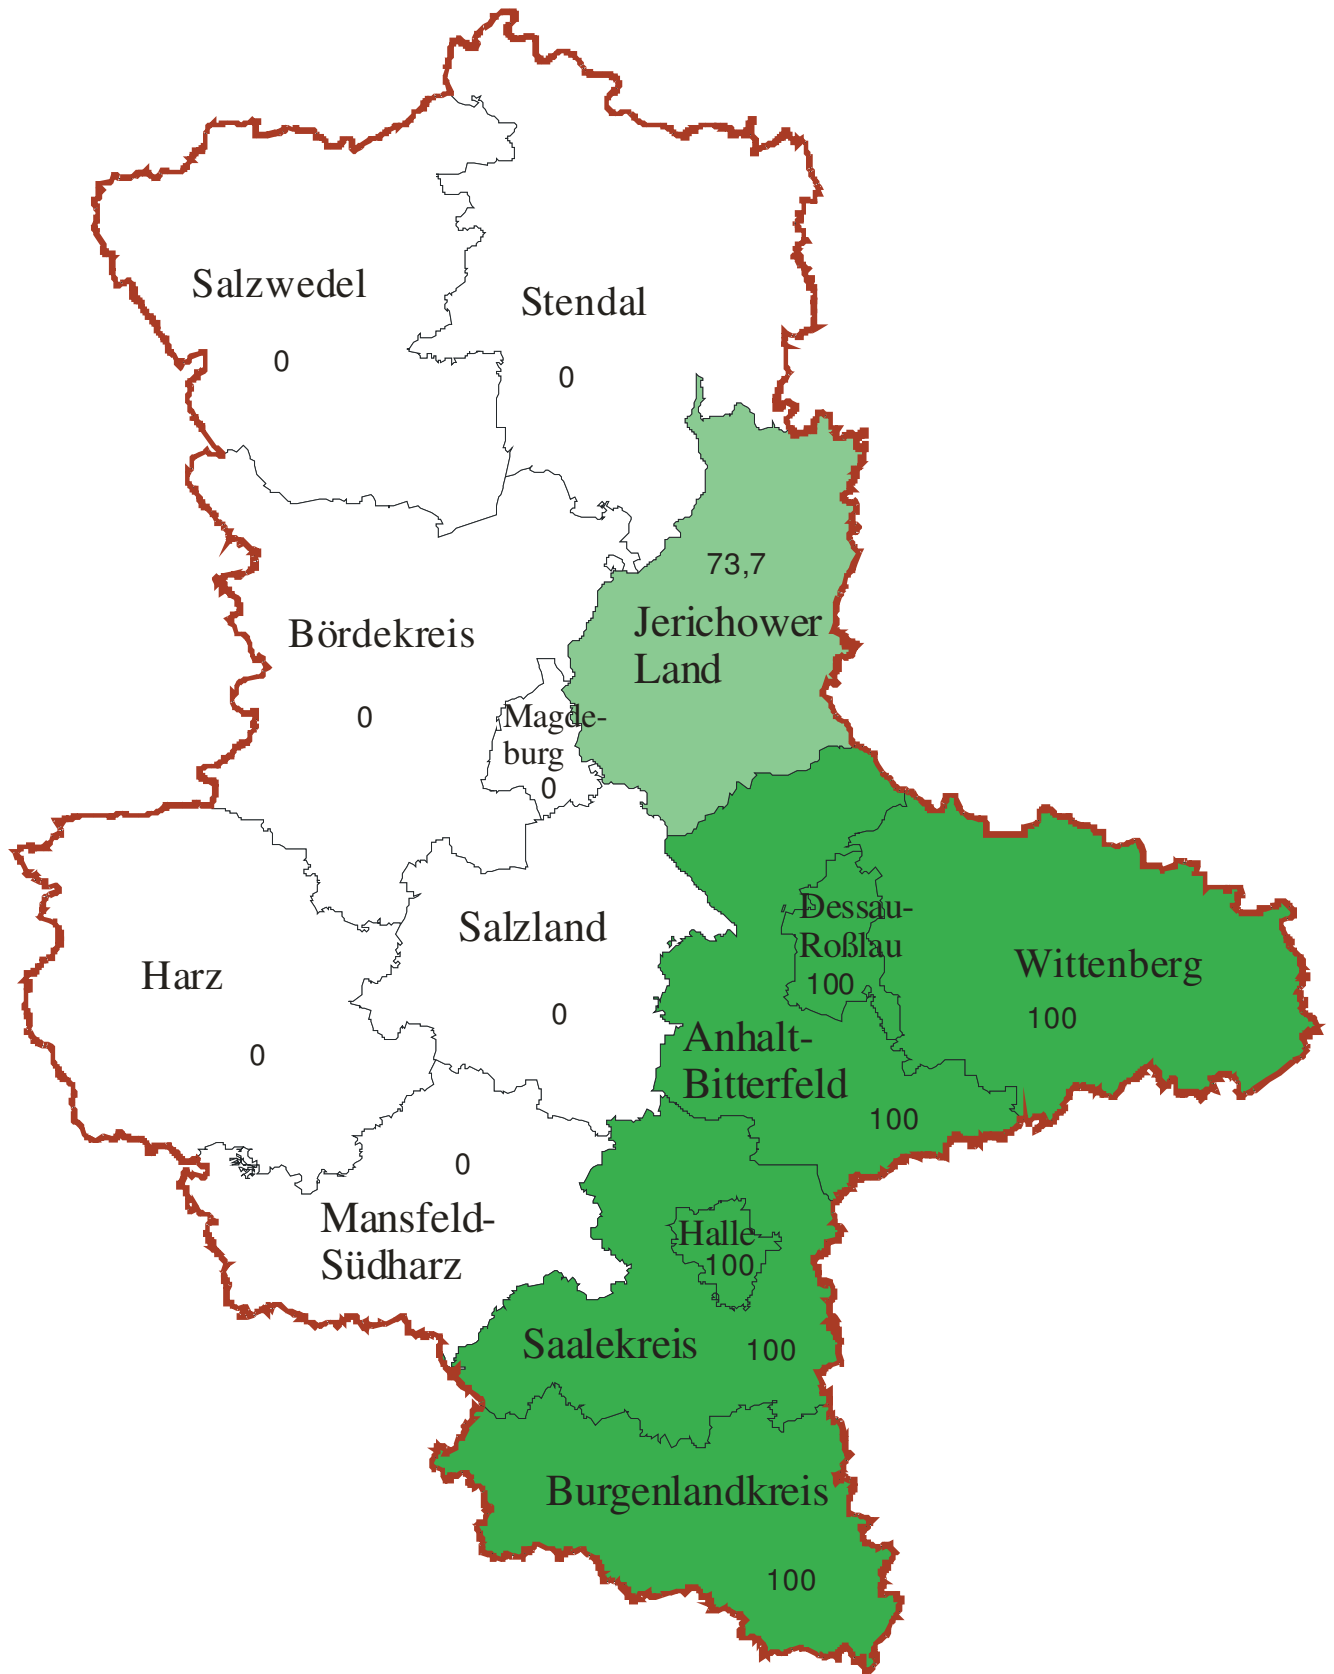 Salzwedel
0
Stendal
0
73,7
Jerichower
Land
Bördekreis
0
Magde-
burg
0
Salzland
0
Harz
0
Dessau-
Roßlau
100
Wittenberg
100
Anhalt-
Bitterfeld
100
0
Mansfeld-
Südharz
Halle
100
Saalekreis
100
Burgenlandkreis
100